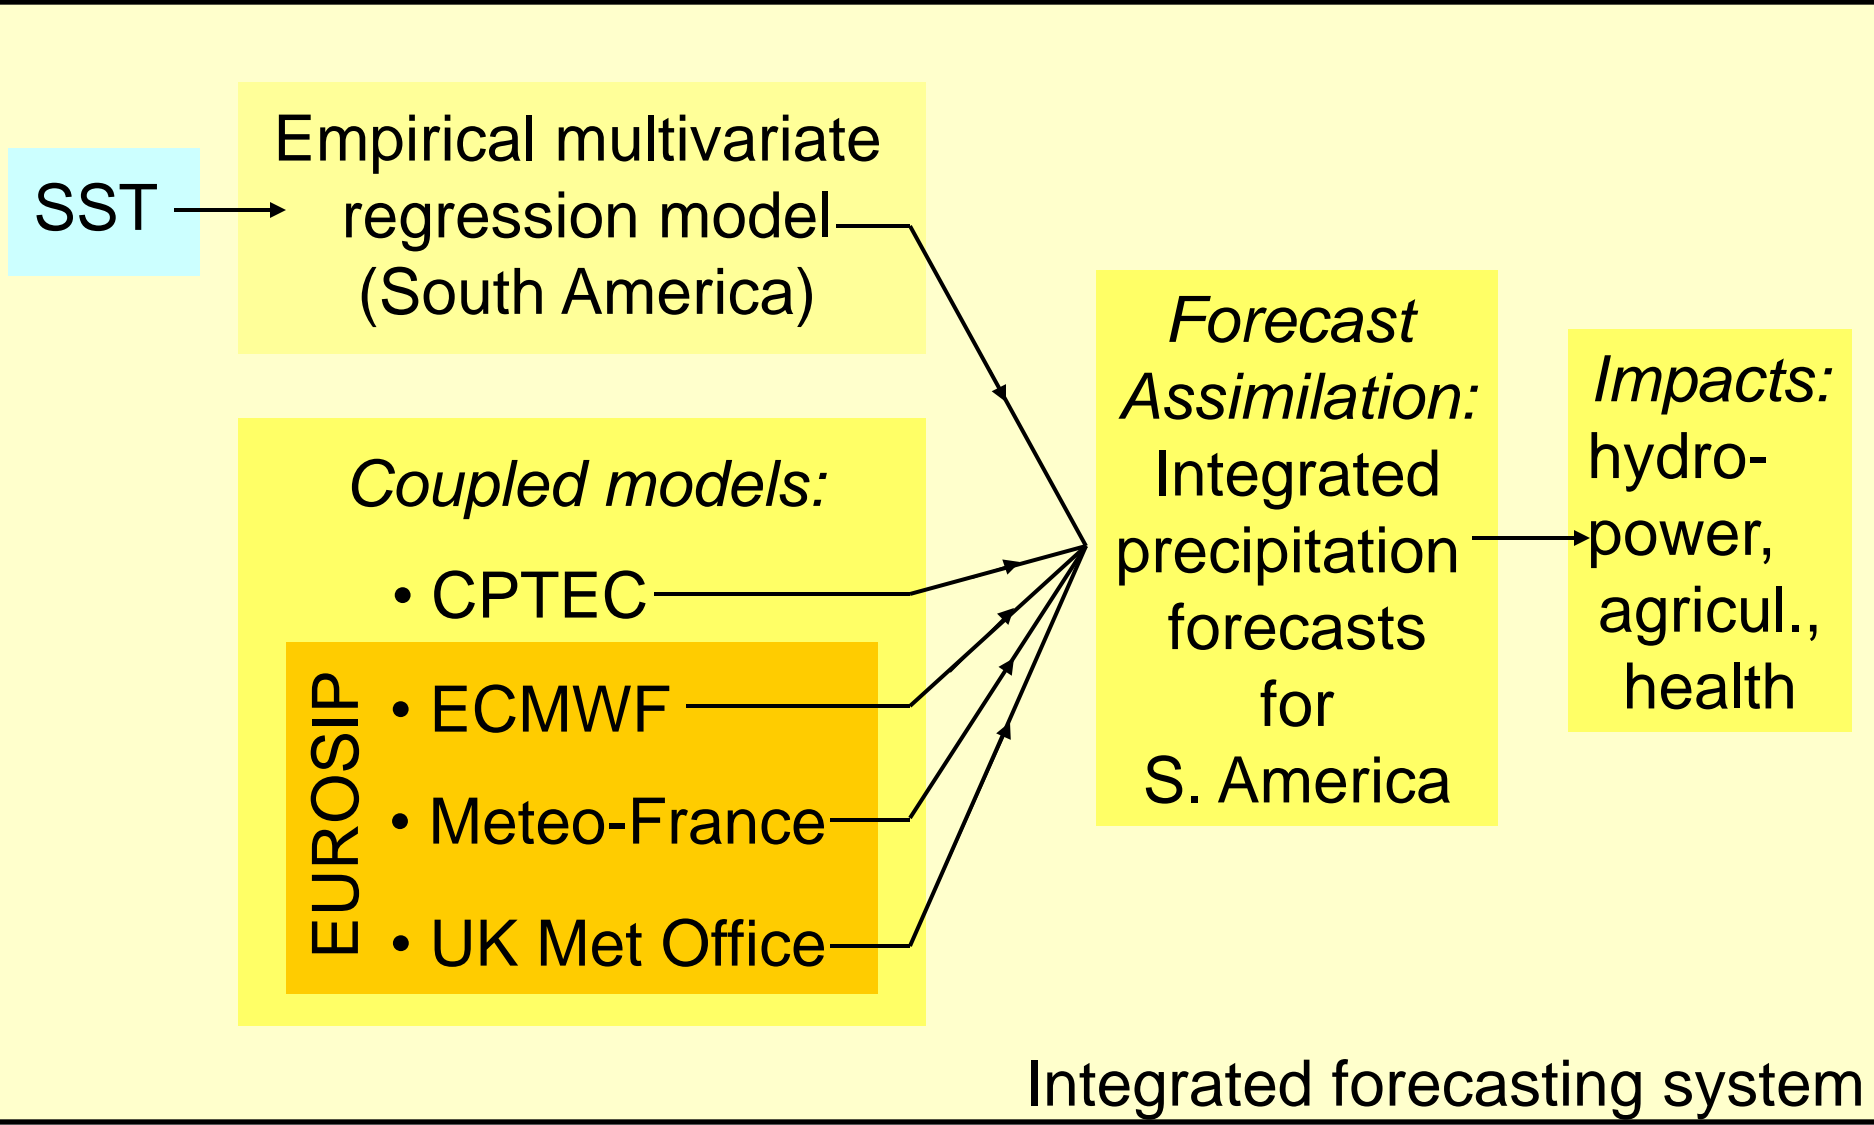 SST
Empirical multivariate
regression model
(South America)
Coupled models:
• CPTEC
EUROSIP
• ECMWF
• Meteo-France
• UK Met Office
Forecast
Assimilation:
Integrated
precipitation
forecasts
for
S. America
Impacts:
hydro-
power,
agricul.,
health
Integrated forecasting system